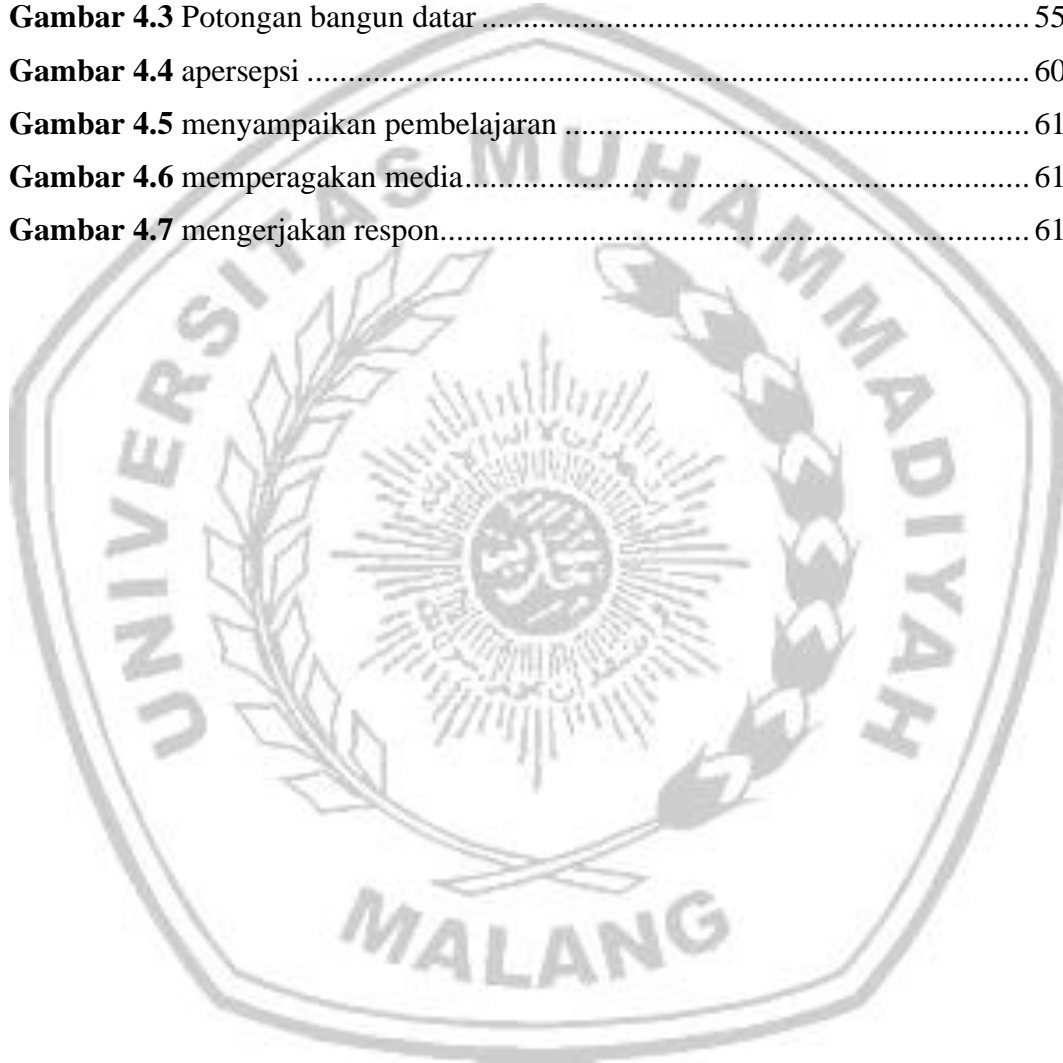 Gambar 4.3 Potongan bangun datar ........................................................................ 55
Gambar 4.4 apersepsi ............................................................................................. 60
Gambar 4.5 menyampaikan pembelajaran ............................................................ 61
Gambar 4.6 memperagakan media......................................................................... 61
Gambar 4.7 mengerjakan respon............................................................................ 61
UNIVERSITAS MUHAMMADIYAH
MALANG